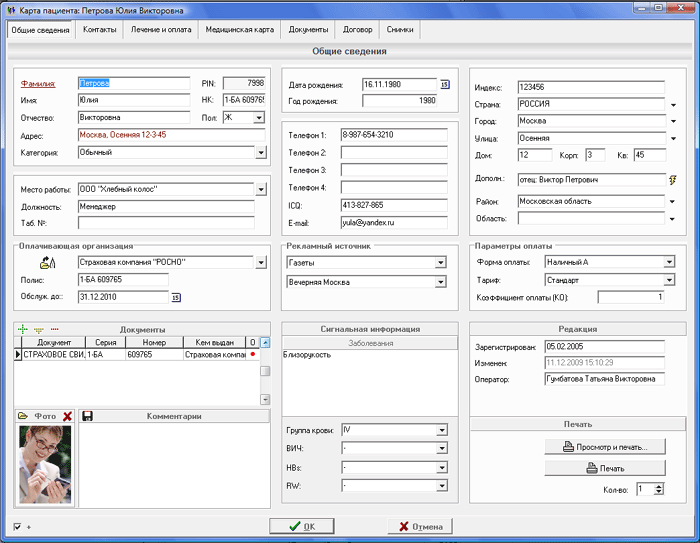 Карта пациента: Петрова Юлия Викторовна
Общие сведения Контакты Лечение и оплата Медицинская карта Документы Договор Снимки
Общие сведения
Фамилия: Петрова PIN: 7998
Имя: Юлия НК: 1-БА 609765
Отчество: Викторовна Пол: Ж
Адрес: Москва, Осенняя 12-3-45
Категория: Обычный
Место работы: ООО "Хлебный колос"
Должность: Менеджер
Таб. №:
Оплачивающая организация
Страховая компания "РОСНО"
Полис: 1-БА 609765
Обслуж. до:: 31.12.2010 15
Документы
Документ Серия Номер Кем выдан О
СТРАХОВОЕ СВИ, 1-БА 609765 Страховая компа
Фото
Комментарии
Дата рождения: 16.11.1980 15
Год рождения: 1980
Телефон 1: 8-987-654-3210
Телефон 2:
Телефон 3:
Телефон 4:
ICQ: 413-827-865
E-mail: yula@yandex.ru
Рекламный источник
Газеты
Вечерняя Москва
Сигнальная информация
Заболевания
Близорукость
Группа крови: IV
ВИЧ: -
HBs: -
RW: -
Индекс: 123456
Страна: РОССИЯ
Город: Москва
Улица: Осенняя
Дом: 12 Корп: 3 Кв: 45
Дополн.: отец: Виктор Петрович
Район: Московская область
Область:
Параметры оплаты
Форма оплаты: Наличный А
Тариф: Стандарт
Коэффициент оплаты (КО): 1
Редакция
Зарегистрирован: 05.02.2005
Изменен: 11.12.2009 15:10:29
Оператор: Гумбатова Татьяна Викторовна
Печать
Просмотр и печать...
Печать
Кол-во: 1
+
OK
Отмена